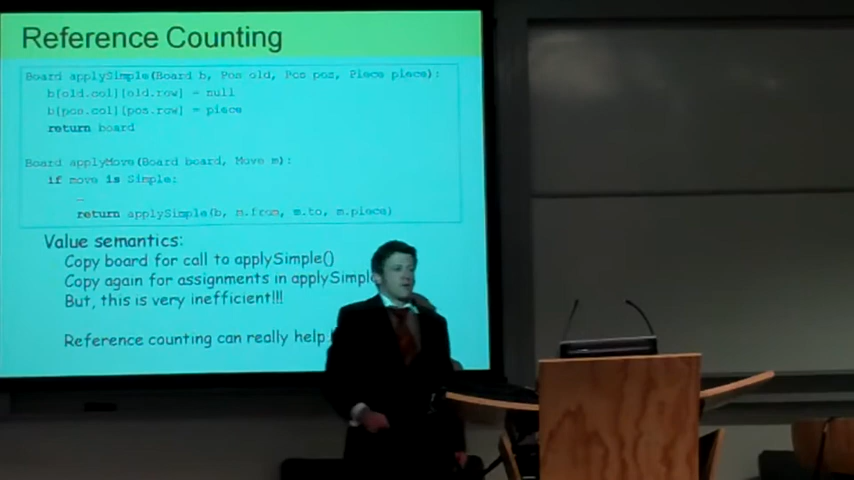 Reference Counting
Board applySimple(Board b, Pos old, Pos pos, Piece piece):
b[old.col][old.row] = null
b[pos.col][pos.row] = piece
return board
Board applyMove(Board board, Move m):
if move is Simple:
…
return applySimple(b, m.from, m.to, m.piece)
Value semantics:
Copy board for call to applySimple()
Copy again for assignments in applySimple
But, this is very inefficient!!!
Reference counting can really help